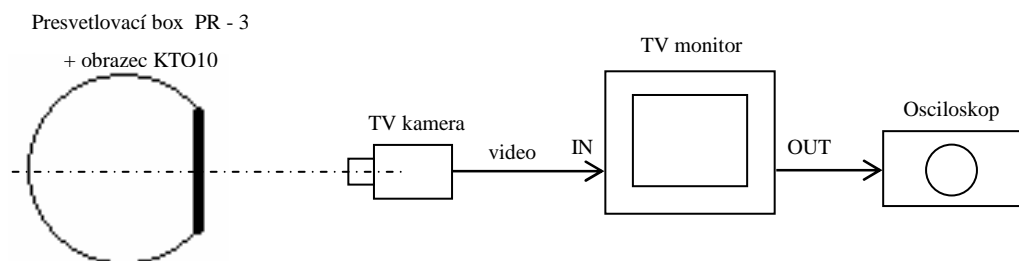 Presvetlovací box PR - 3
+ obrazec KTO10
TV kamera
video
IN
TV monitor
OUT
Osciloskop